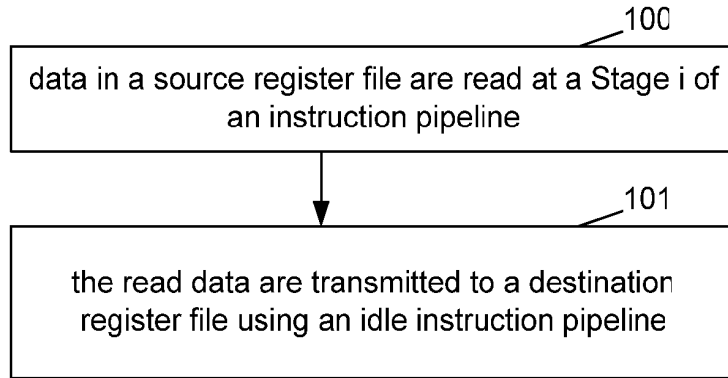 100
data in a source register file are read at a Stage i of
an instruction pipeline
101
the read data are transmitted to a destination
register file using an idle instruction pipeline